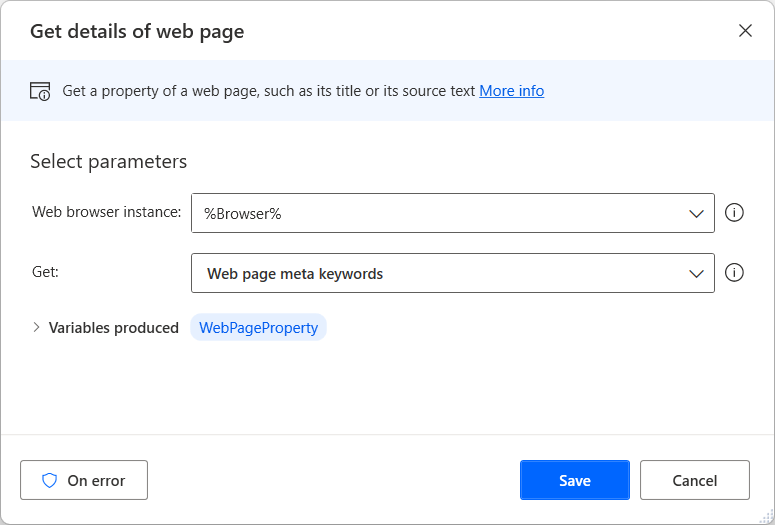 Get details of web page
Get a property of a web page, such as its title or its source text More info
Select parameters
Web browser instance: %Browser%
Get: Web page meta keywords
Variables produced WebPageProperty
On error Save Cancel